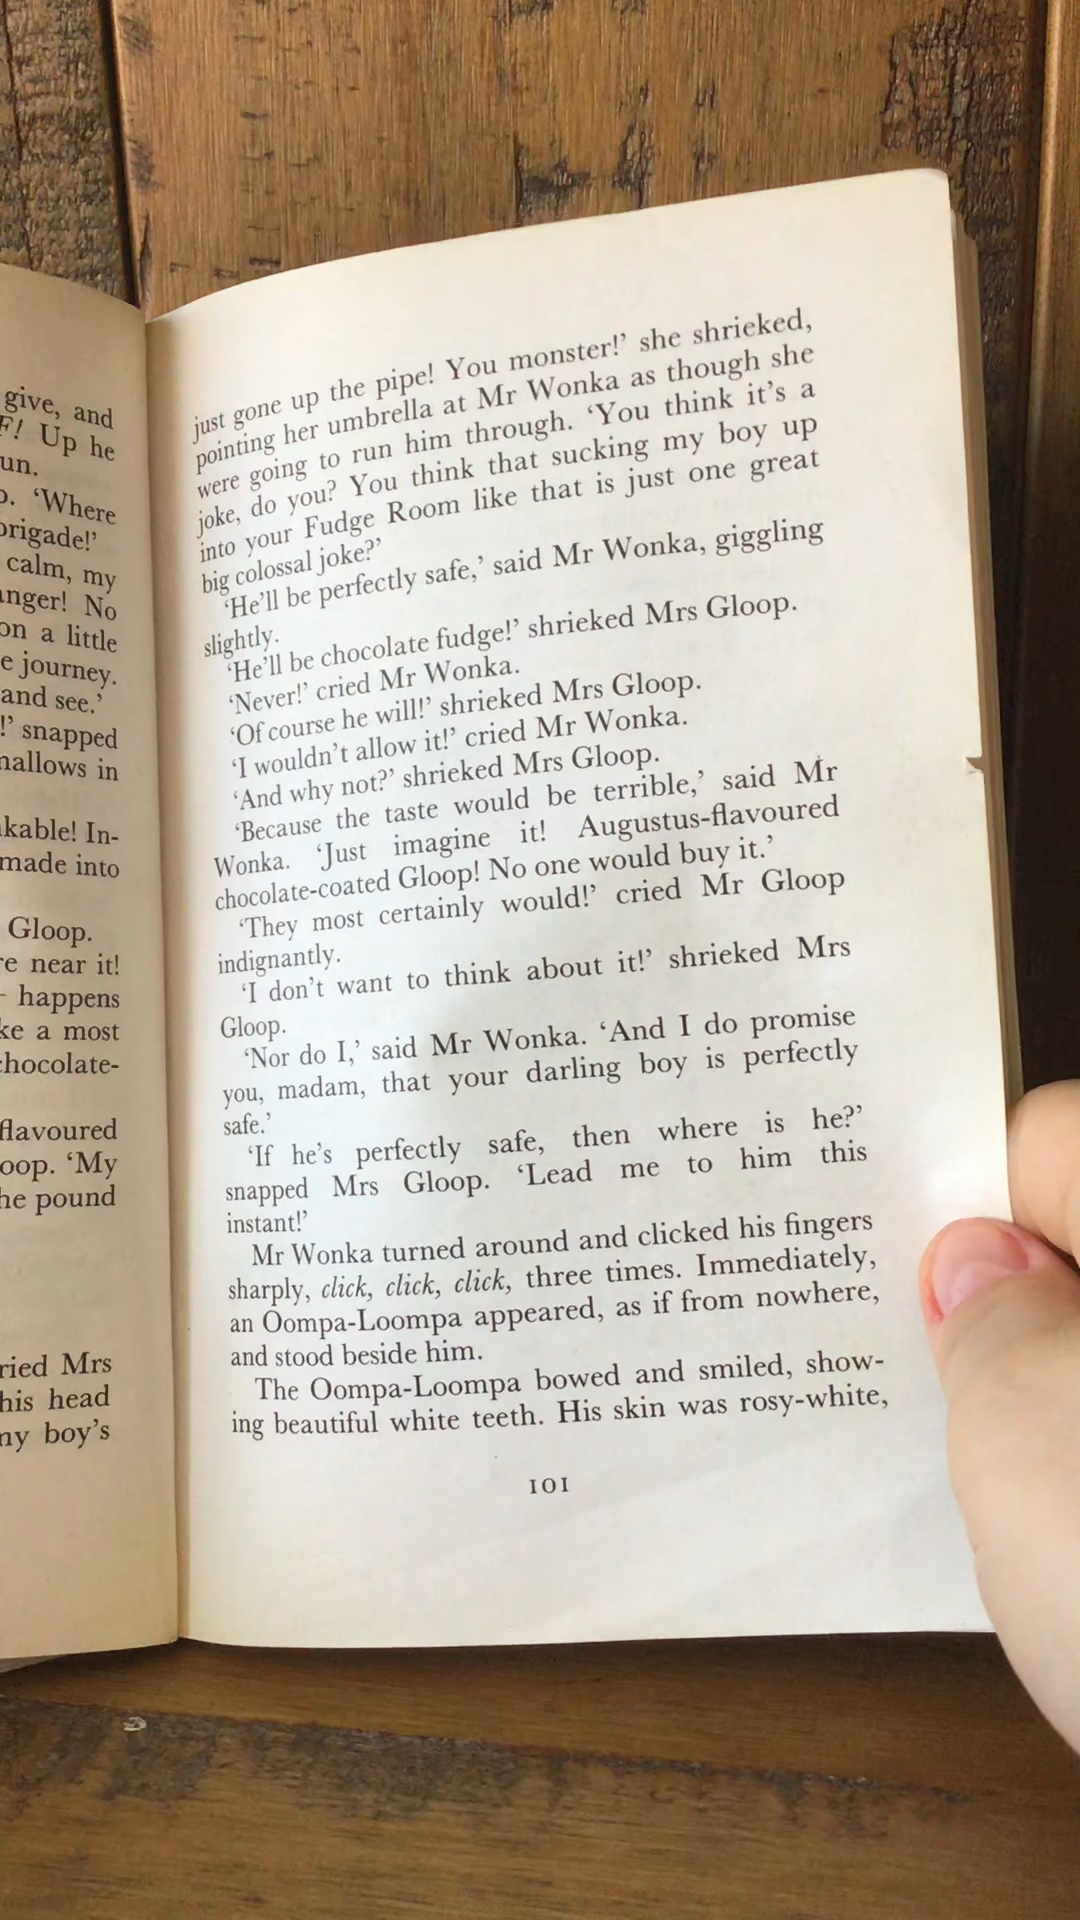 give, and
F! Up he
un.
. ‘Where
brigade!’
calm, my
anger! No
on a little
e journey.
and see.’
!’ snapped
mallows in
kable! In-
made into
Gloop.
e near it!
– happens
ke a most
chocolate-
flavoured
oop. ‘My
he pound
ried Mrs
his head
my boy’s
just gone up the pipe! You monster!’ she shrieked,
pointing her umbrella at Mr Wonka as though she
were going to run him through. ‘You think it’s a
joke, do you? You think that sucking my boy up
into your Fudge Room like that is just one great
big colossal joke?’
‘He’ll be perfectly safe,’ said Mr Wonka, giggling
slightly.
‘He’ll be chocolate fudge!’ shrieked Mrs Gloop.
‘Never!’ cried Mr Wonka.
‘Of course he will!’ shrieked Mrs Gloop.
‘I wouldn’t allow it!’ cried Mr Wonka.
‘And why not?’ shrieked Mrs Gloop.
‘Because the taste would be terrible,’ said Mr
Wonka. ‘Just imagine it! Augustus-flavoured
chocolate-coated Gloop! No one would buy it.’
‘They most certainly would!’ cried Mr Gloop
indignantly.
‘I don’t want to think about it!’ shrieked Mrs
Gloop.
‘Nor do I,’ said Mr Wonka. ‘And I do promise
you, madam, that your darling boy is perfectly
safe.’
‘If he’s perfectly safe, then where is he?’
snapped Mrs Gloop. ‘Lead me to him this
instant!’
Mr Wonka turned around and clicked his fingers
sharply, click, click, click, three times. Immediately,
an Oompa-Loompa appeared, as if from nowhere,
and stood beside him.
The Oompa-Loompa bowed and smiled, show-
ing beautiful white teeth. His skin was rosy-white,
101